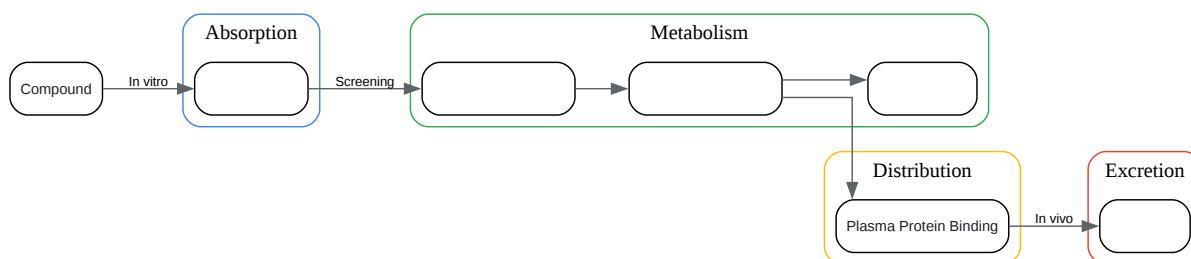 Absorption
Metabolism
Compound
In vitro
Screening
Distribution
Excretion
Plasma Protein Binding
In vivo